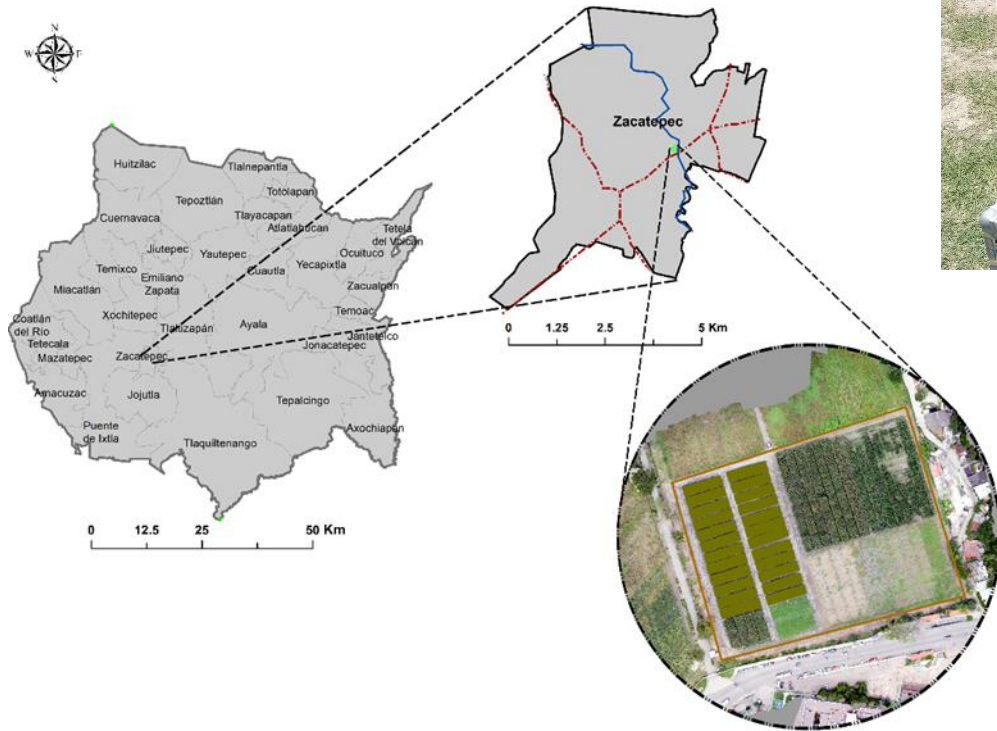 N
W
E
S
Huitzilac
Tlalnepantla
Totolapan
Tepoztlán
Tlayacapan
Atlatlahucan
Cuernavaca
Tetela
del Volcán
Ocuituco
Jiutepec
Yautepec
Yecapixtla
Cuautla
Temixco
Emiliano
Zapata
Zacualpan
Miacatlán
Temoac
Xochitepec
Coatlán
del Río
Tlaltizapán
Ayala
Jantetelco
Tetecala
Jonacatepec
Mazatepec
Zacatepec
Amacuzac
Jojutla
Tepalcingo
Puente
de Ixtla
Axochiapan
Tlaquiltenango
0 12.5 25 50 Km
Zacatepec
0 1.25 2.5 5 Km